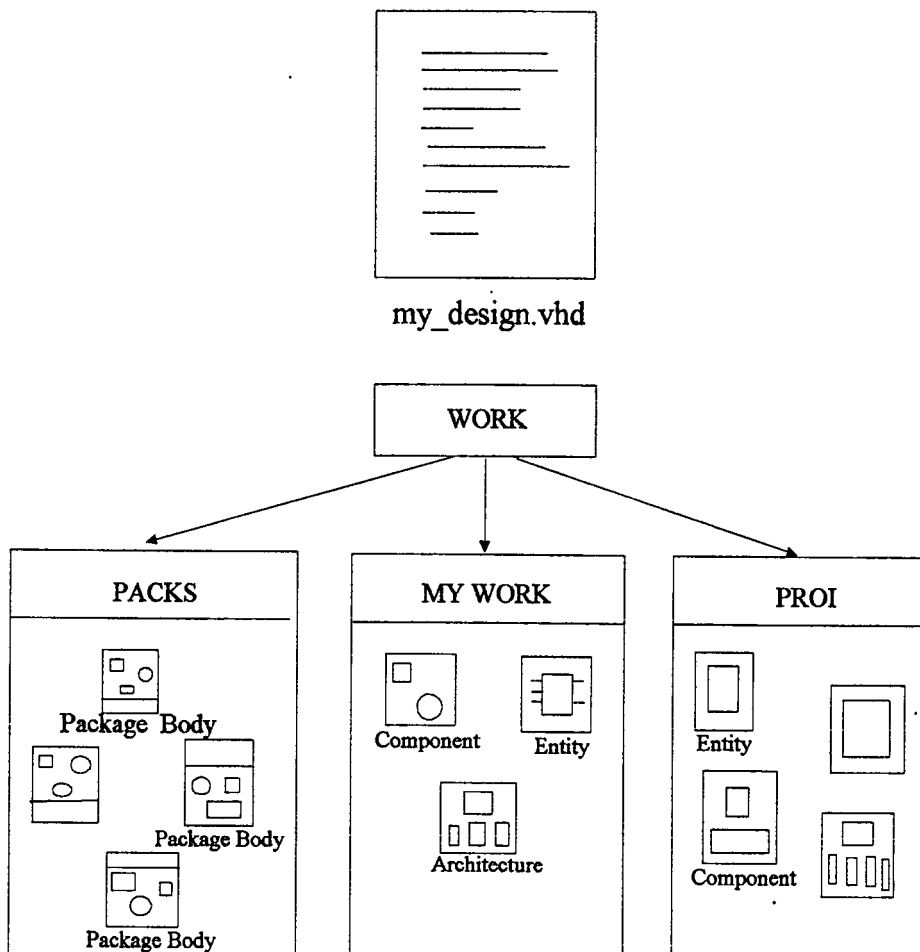 my_design.vhd
WORK
PACKS
MY WORK
PROI
Package Body
Package Body
Package Body
Component
Entity
Architecture
Entity
Component